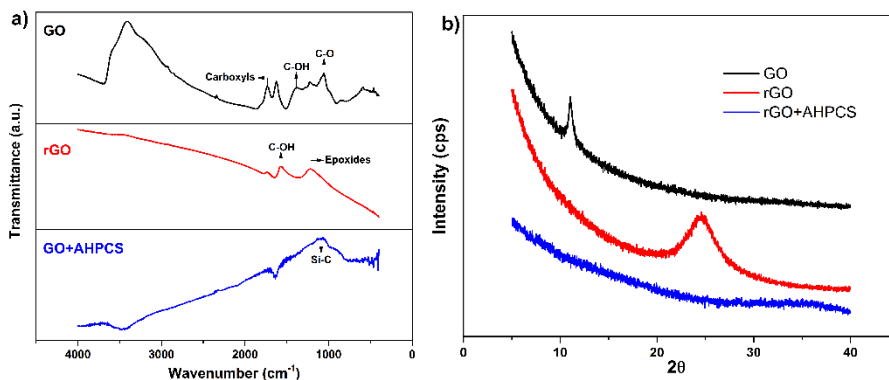 a)
GO
C-OH
C-O
Carboxyls
rGO
C-OH
Epoxides
GO+AHPCS
Si-C
Transmittance (a.u.)
4000 3000 2000 1000 0
Wavenumber (cm⁻¹)
b)
GO
rGO
rGO+AHPCS
Intensity (cps)
0 10 20 30 40
2θ